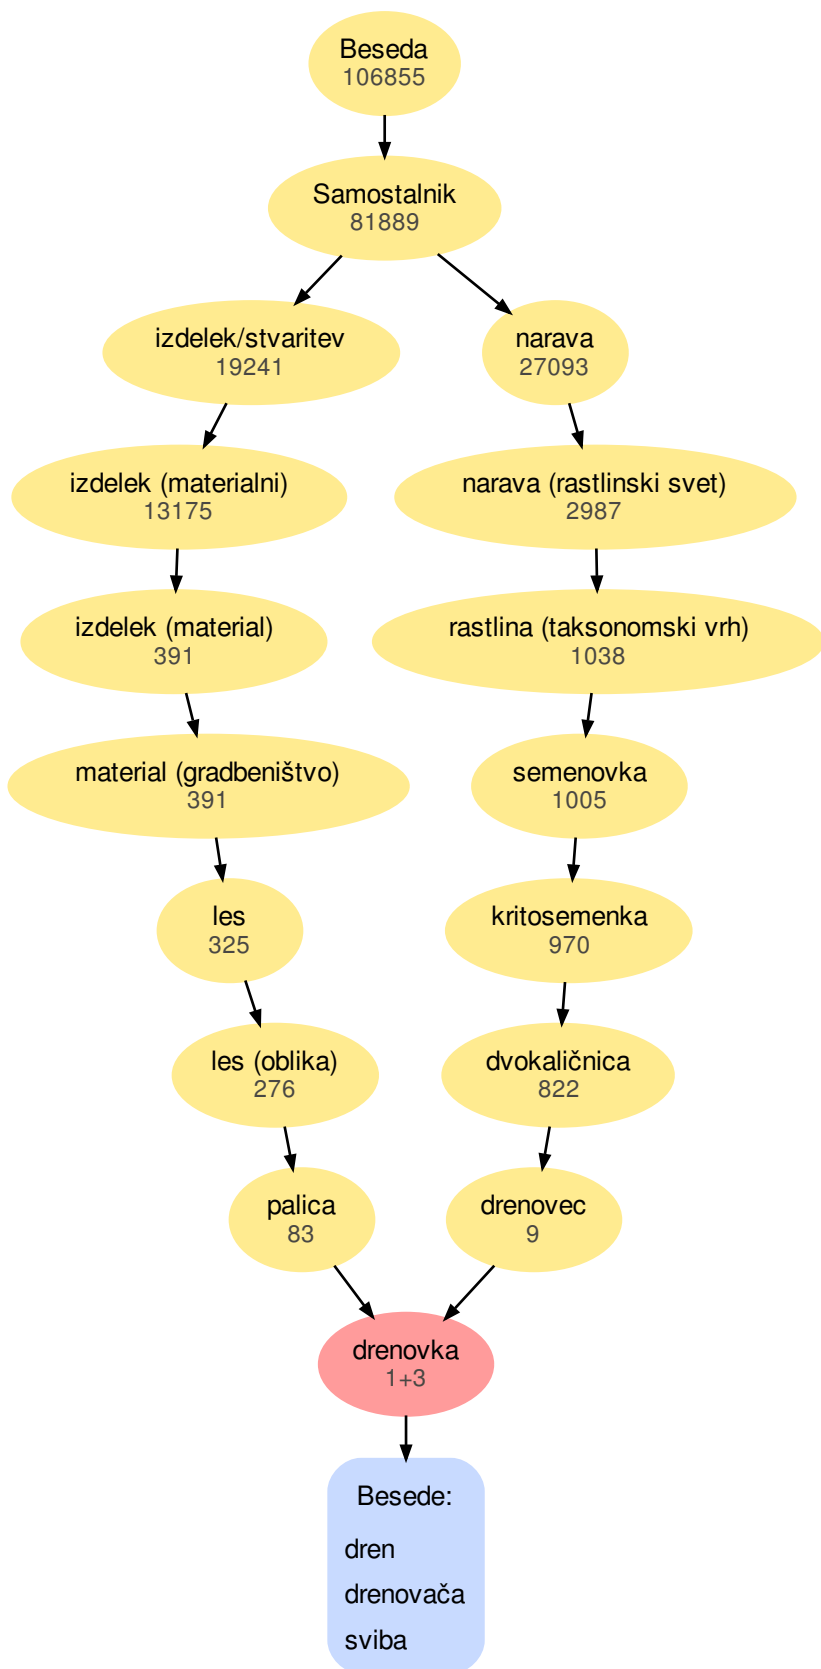 Beseda
106855
Samostalnik
81889
izdelek/stvaritev
19241
narava
27093
izdelek (materialni)
13175
narava (rastlinski svet)
2987
izdelek (material)
391
rastlina (taksonomski vrh)
1038
material (gradbeništvo)
391
semenovka
1005
les
325
kritosemenka
970
les (oblika)
276
dvokaličnica
822
palica
83
drenovec
9
drenovka
1+3
Besede:
dren
drenovača
sviba